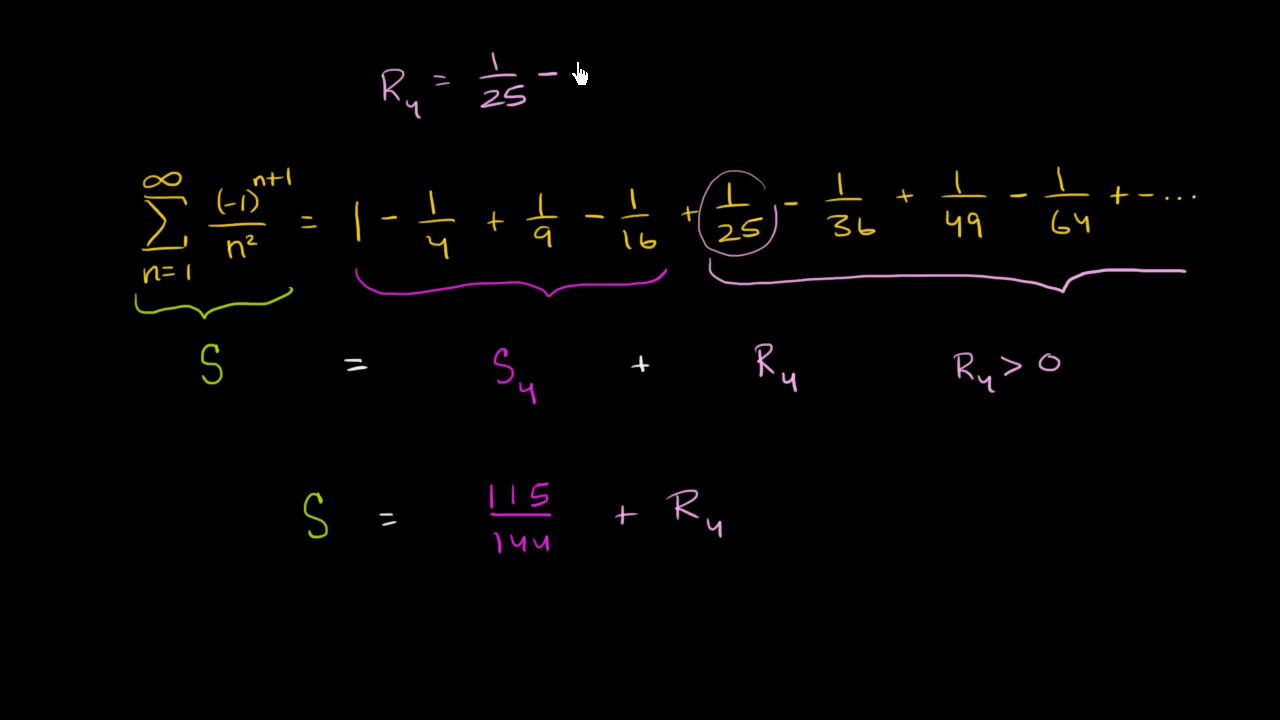 R₄ = 1/25 -
∞ ∑ n=1 (-1)^(n+1)/n² = 1 - 1/4 + 1/9 - 1/16 + 1/25 - 1/36 + 1/49 - 1/64 + - ...
S = S₄ + R₄ R₄ > 0
S = 115/144 + R₄